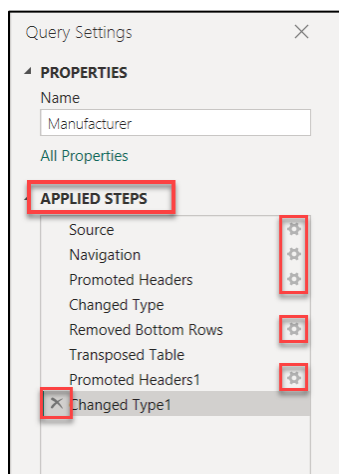 Query Settings
PROPERTIES
Name
Manufacturer
All Properties
APPLIED STEPS
Source
Navigation
Promoted Headers
Changed Type
Removed Bottom Rows
Transposed Table
Promoted Headers1
Changed Type1